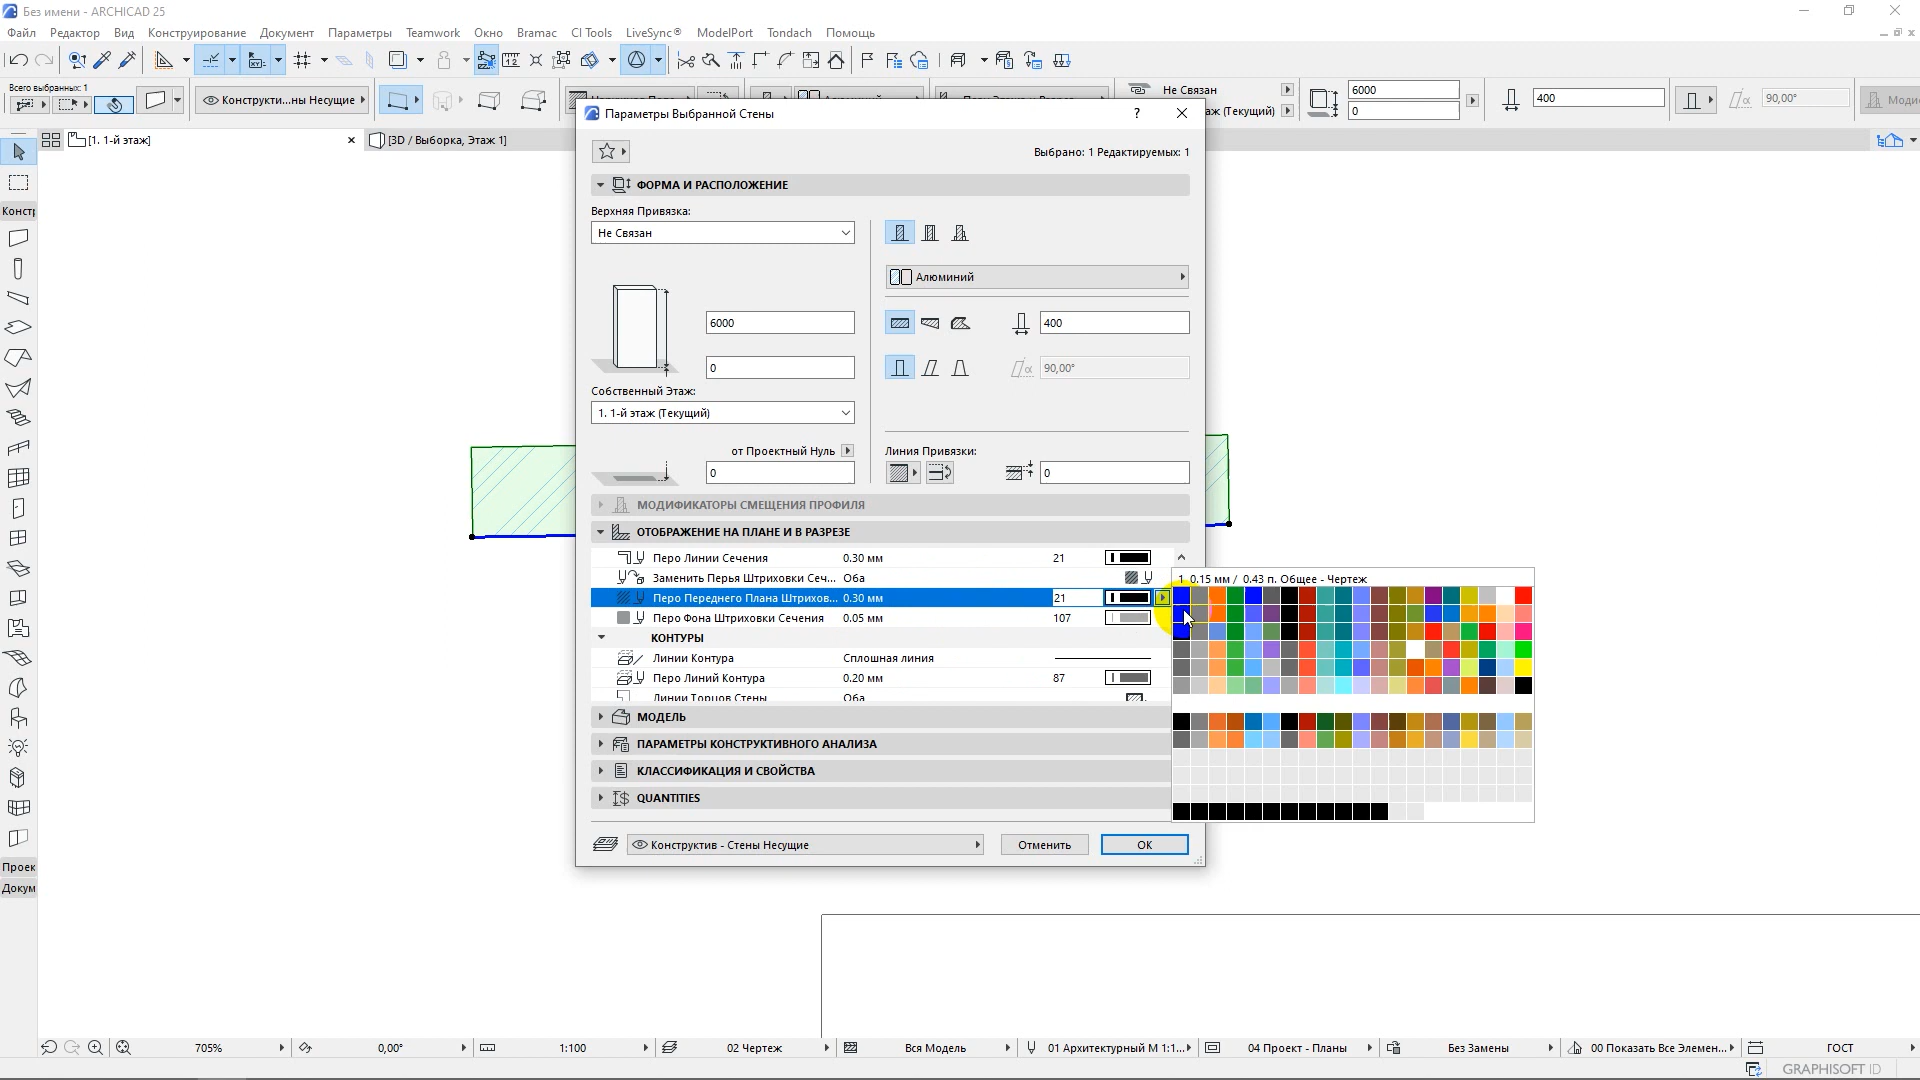 Без имени - ARCHICAD 25
Файл Редактор Вид Конструирование Документ Параметры Teamwork Окно Bramac CI Tools LiveSync® ModelPort Tondach Помощь
Всего выбранных: 1
Конструкти...ны Несущие
Не Связан
аж (Текущий)
6000
0
400
90,00°
[1. 1-й этаж]
[3D / Выборка, Этаж 1]
Констр
Проек
Докум
Параметры Выбранной Стены
Выбрано: 1 Редактируемых: 1
ФОРМА И РАСПОЛОЖЕНИЕ
Верхняя Привязка:
Не Связан
Алюминий
6000
400
0
90,00°
Собственный Этаж:
1. 1-й этаж (Текущий)
от Проектный Нуль
Линия Привязки:
0
0
МОДИФИКАТОРЫ СМЕЩЕНИЯ ПРОФИЛЯ
ОТОБРАЖЕНИЕ НА ПЛАНЕ И В РАЗРЕЗЕ
Перо Линии Сечения 0.30 мм 21
Заменить Перья Штриховки Сеч... Оба
Перо Переднего Плана Штрихов... 0.30 мм 21
Перо Фона Штриховки Сечения 0.05 мм 107
КОНТУРЫ
Линии Контура Сплошная линия
Перо Линий Контура 0.20 мм 87
Линии Торцов Стены Оба
1 0.15 мм / 0.43 п. Общее - Чертеж
МОДЕЛЬ
ПАРАМЕТРЫ КОНСТРУКТИВНОГО АНАЛИЗА
КЛАССИФИКАЦИЯ И СВОЙСТВА
QUANTITIES
Конструктив - Стены Несущие
Отменить
ОК
705% 0,00° 1:100 02 Чертеж Вся Модель 01 Архитектурный М 1:1... 04 Проект - Планы Без Замены 00 Показать Все Элемен... ГОСТ
GRAPHISOFT ID